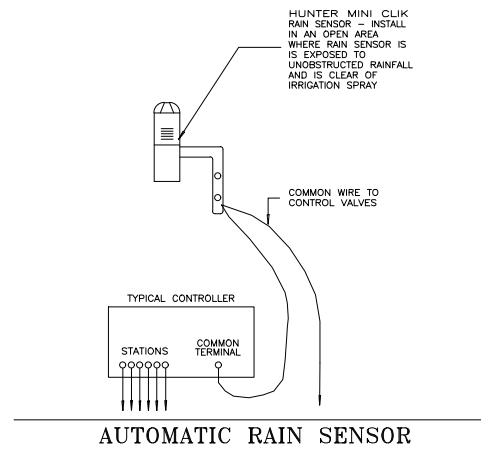 HUNTER MINI CLIK
RAIN SENSOR – INSTALL
IN AN OPEN AREA
WHERE RAIN SENSOR IS
IS EXPOSED TO
UNOBSTRUCTED RAINFALL
AND IS CLEAR OF
IRRIGATION SPRAY
COMMON WIRE TO
CONTROL VALVES
TYPICAL CONTROLLER
STATIONS
COMMON
TERMINAL
AUTOMATIC RAIN SENSOR